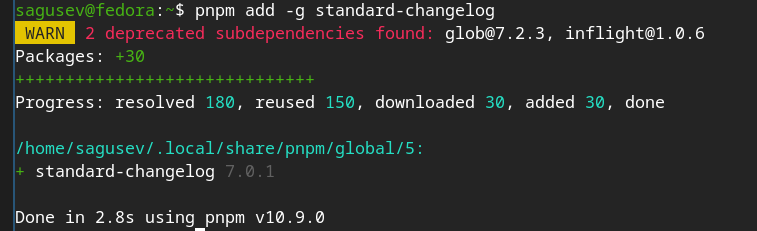 sagusev@fedora:~$ pnpm add -g standard-changelog
WARN 2 deprecated subdependencies found: glob@7.2.3, inflight@1.0.6
Packages: +30
++++++++++++++++++++++++++++++
Progress: resolved 180, reused 150, downloaded 30, added 30, done
/home/sagusev/.local/share/pnpm/global/5:
+ standard-changelog 7.0.1
Done in 2.8s using pnpm v10.9.0